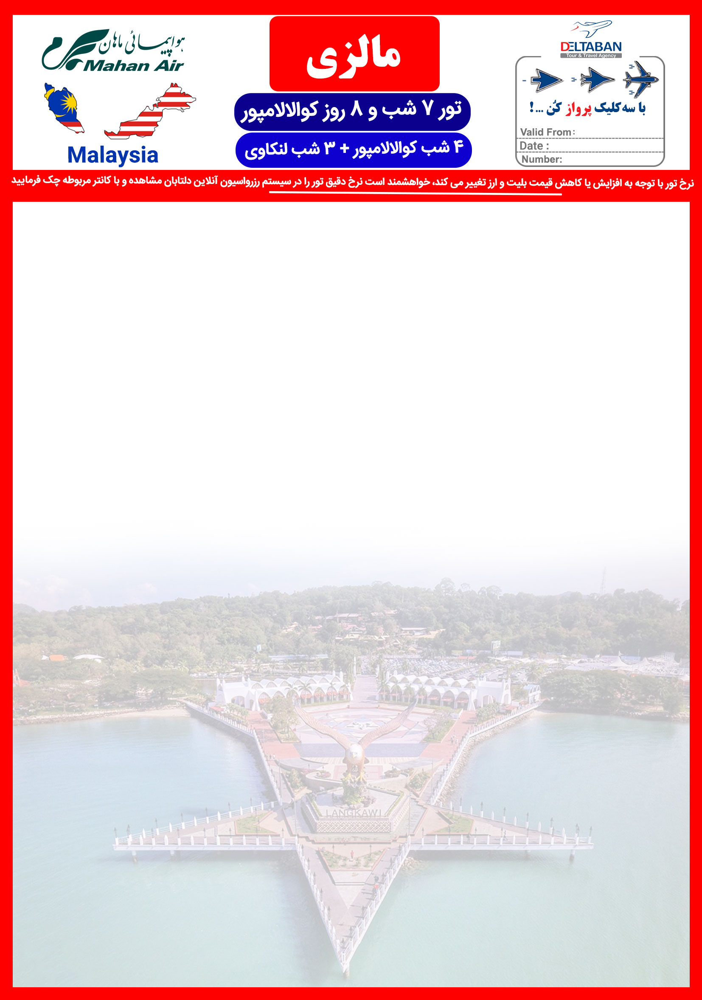 هواپیمائی ماهان
Mahan Air
Malaysia
مالزی
تور ۷ شب و ۸ روز کوالالامپور
۴ شب کوالالامپور + ۳ شب لنکاوی
DELTABAN
Tour & Travel Agency
با سه کلیک پرواز کُن ...!
Valid From:
Date :
Number:
نرخ تور با توجه به افزایش یا کاهش قیمت بلیت و ارز تغییر می کند، خواهشمند است نرخ دقیق تور را در سیستم رزرواسیون آنلاین دلتابان مشاهده و با کانتر مربوطه چک فرمایید
LANGKAWI